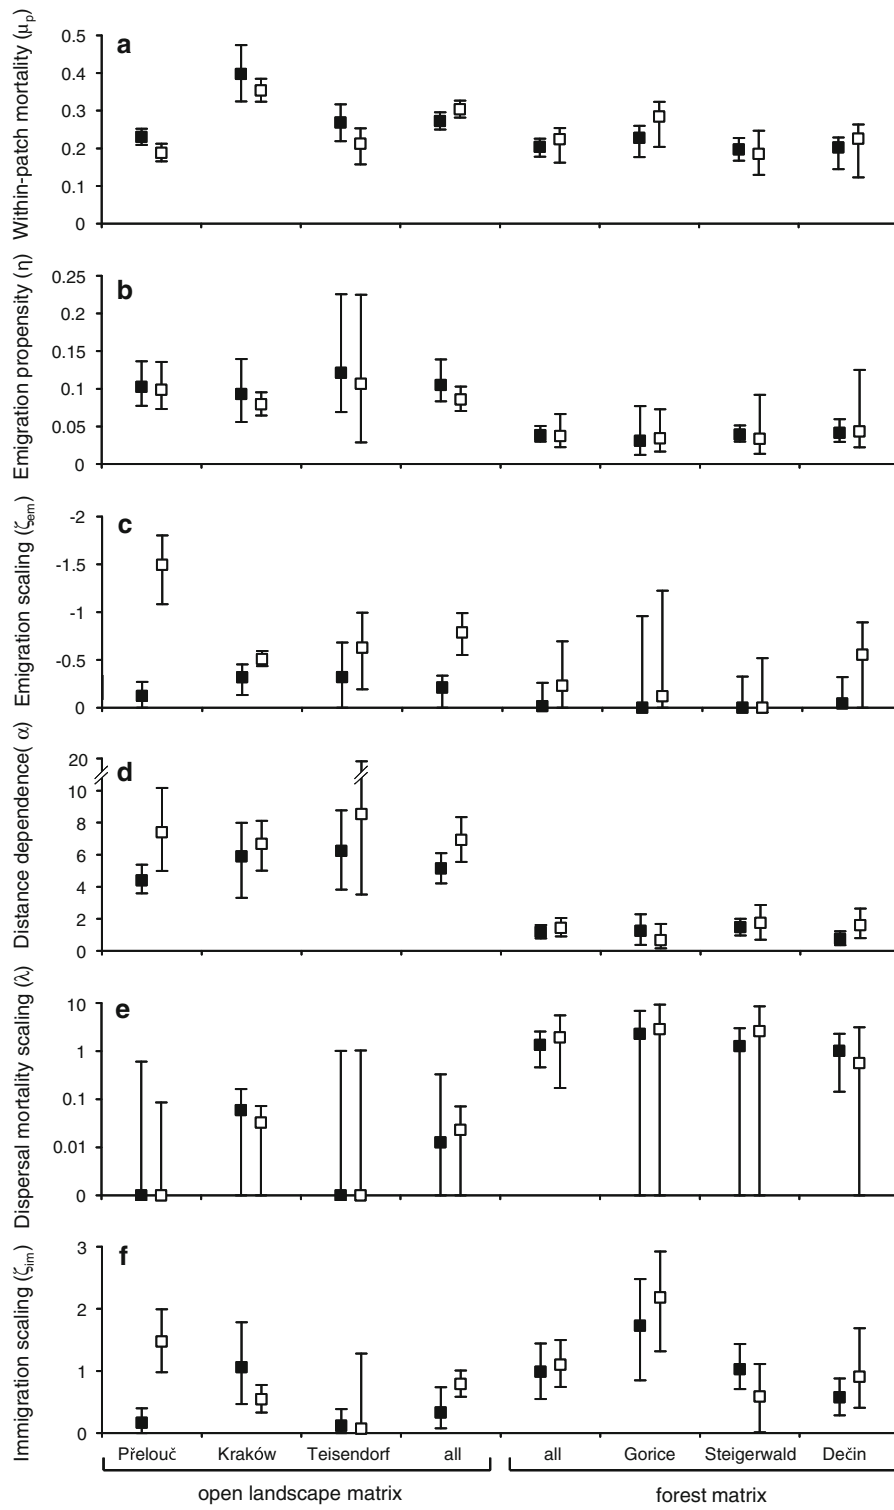 a
Within-patch mortality (μp)
0.5
0.4
0.3
0.2
0.1
0
b
Emigration propensity (η)
0.25
0.2
0.15
0.1
0.05
0
c
Emigration scaling (ζem)
-2
-1.5
-1
-0.5
0
d
Distance dependence( α)
20
10
8
6
4
2
0
e
Dispersal mortality scaling (λ)
10
1
0.1
0.01
0
f
Immigration scaling (ζim)
3
2
1
0
Přelouč Kraków Teisendorf all all Gorice Steigerwald Dečin
open landscape matrix forest matrix